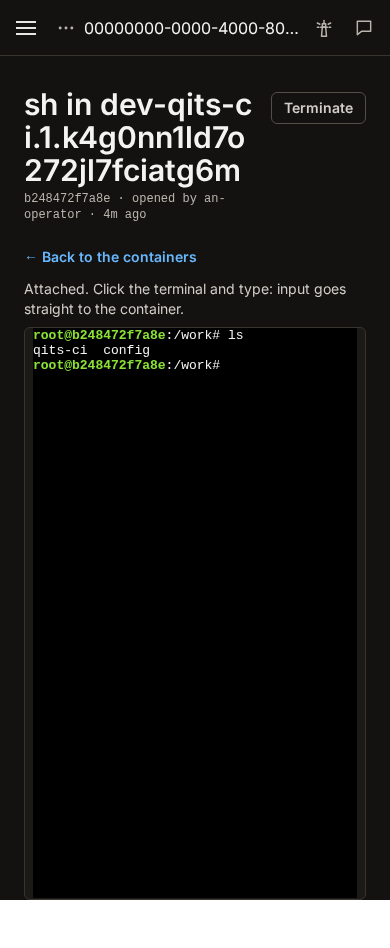 00000000-0000-4000-80...
sh in dev-qits-c
i.1.k4g0nn1ld7o
272jl7fciatg6m
Terminate
b248472f7a8e · opened by an-
operator · 4m ago
← Back to the containers
Attached. Click the terminal and type: input goes
straight to the container.
root@b248472f7a8e:/work# ls
qits-ci  config
root@b248472f7a8e:/work#